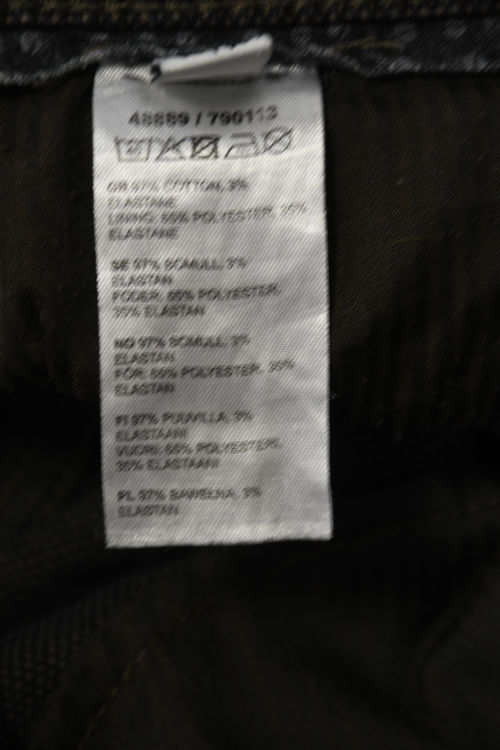 48889 / 790113
GB 97% COTTON, 3%
ELASTANE
LINING: 65% POLYESTER, 35%
ELASTANE
SE 97% BOMULL, 3%
ELASTAN
FODER: 65% POLYESTER,
35% ELASTAN
NO 97% BOMULL, 3%
ELASTAN
FÔR: 65% POLYESTER, 35%
ELASTAN
FI 97% PUUVILLA, 3%
ELASTAANI
VUORI: 65% POLYESTERI,
35% ELASTAANI
PL 97% BAWEŁNA, 3%
ELASTAN